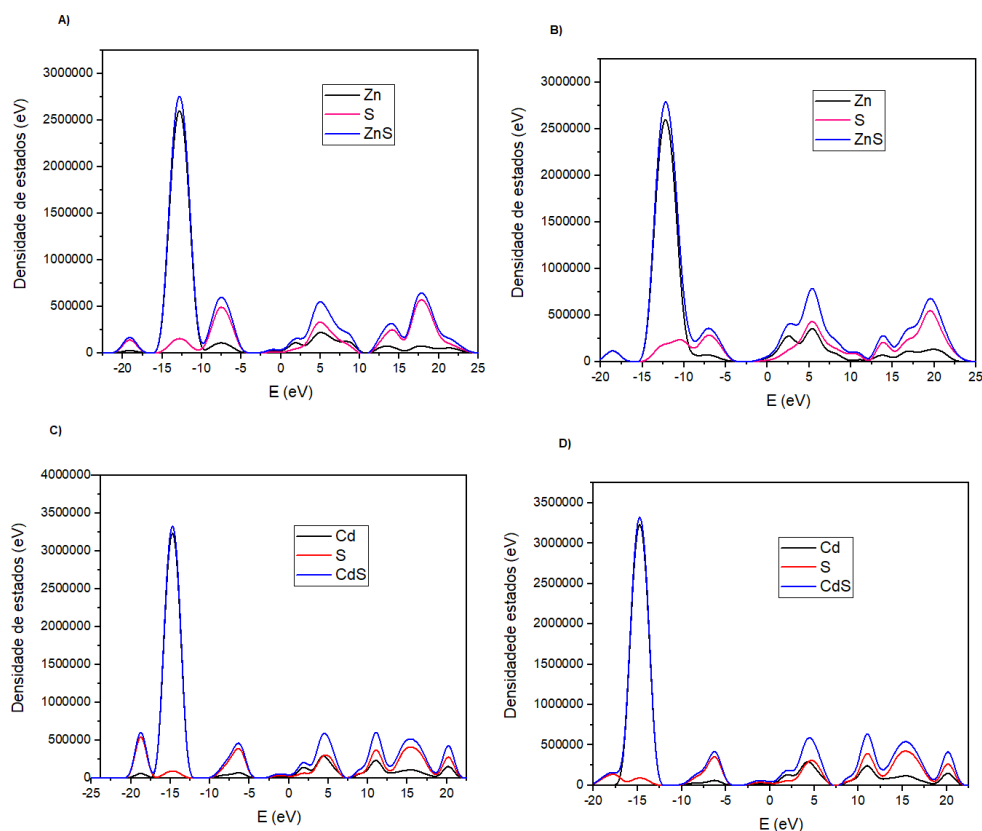 A)
Densidade de estados (eV)
3000000
2500000
2000000
1500000
1000000
500000
0
Zn
S
ZnS
-20 -15 -10 -5 0 5 10 15 20 25
E (eV)
B)
Densidade de estados (eV)
3000000
2500000
2000000
1500000
1000000
500000
0
Zn
S
ZnS
-20 -15 -10 -5 0 5 10 15 20 25
E (eV)
C)
Densidade de estados (eV)
4000000
3500000
3000000
2500000
2000000
1500000
1000000
500000
0
Cd
S
CdS
-25 -20 -15 -10 -5 0 5 10 15 20
E (eV)
D)
Densidadede estados (eV)
3500000
3000000
2500000
2000000
1500000
1000000
500000
0
Cd
S
CdS
-20 -15 -10 -5 0 5 10 15 20
E (eV)